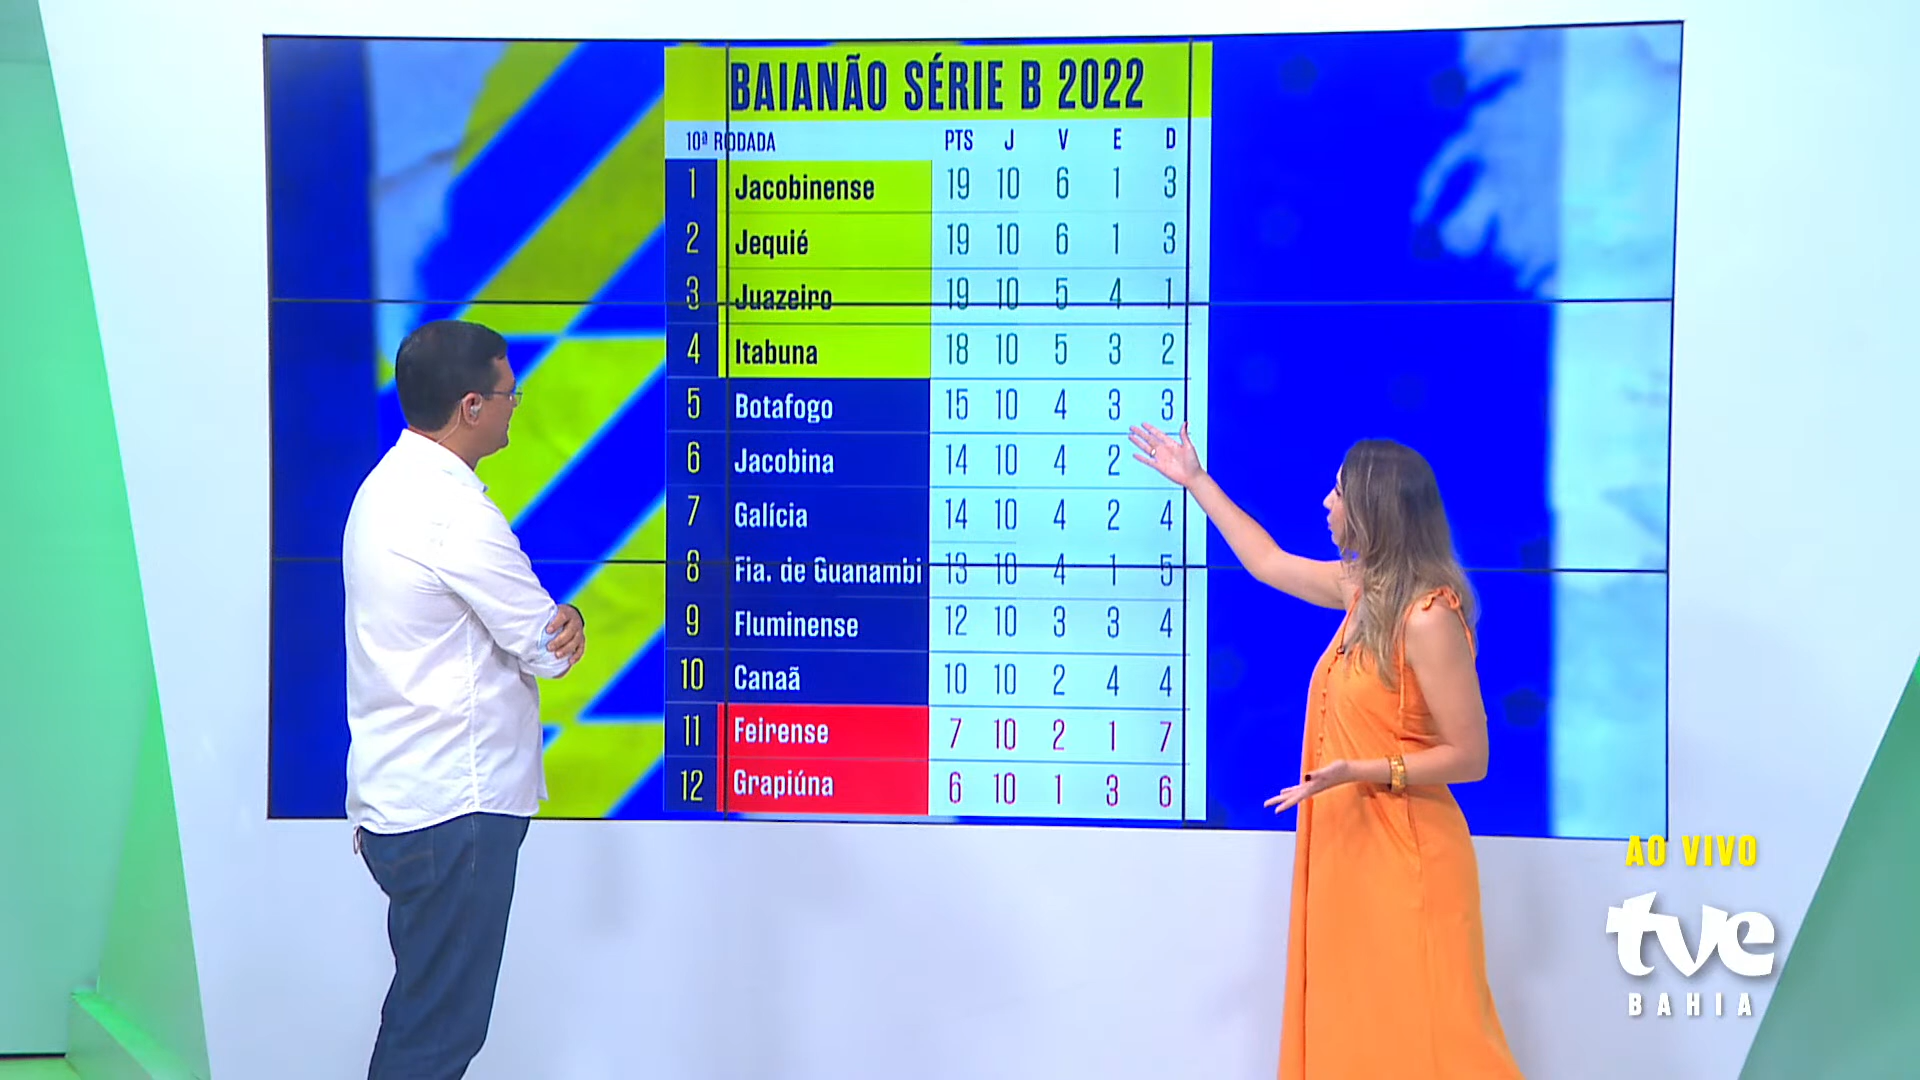 BAIANÃO SÉRIE B 2022
10ª RODADA PTS J V E D
1 Jacobinense 19 10 6 1 3
2 Jequié 19 10 6 1 3
3 Juazeiro 19 10 5 4 1
4 Itabuna 18 10 5 3 2
5 Botafogo 15 10 4 3 3
6 Jacobina 14 10 4 2
7 Galícia 14 10 4 2 4
8 Fia. de Guanambi 13 10 4 1 5
9 Fluminense 12 10 3 3 4
10 Canaã 10 10 2 4 4
11 Feirense 7 10 2 1 7
12 Grapiúna 6 10 1 3 6
AO VIVO
tve
BAHIA